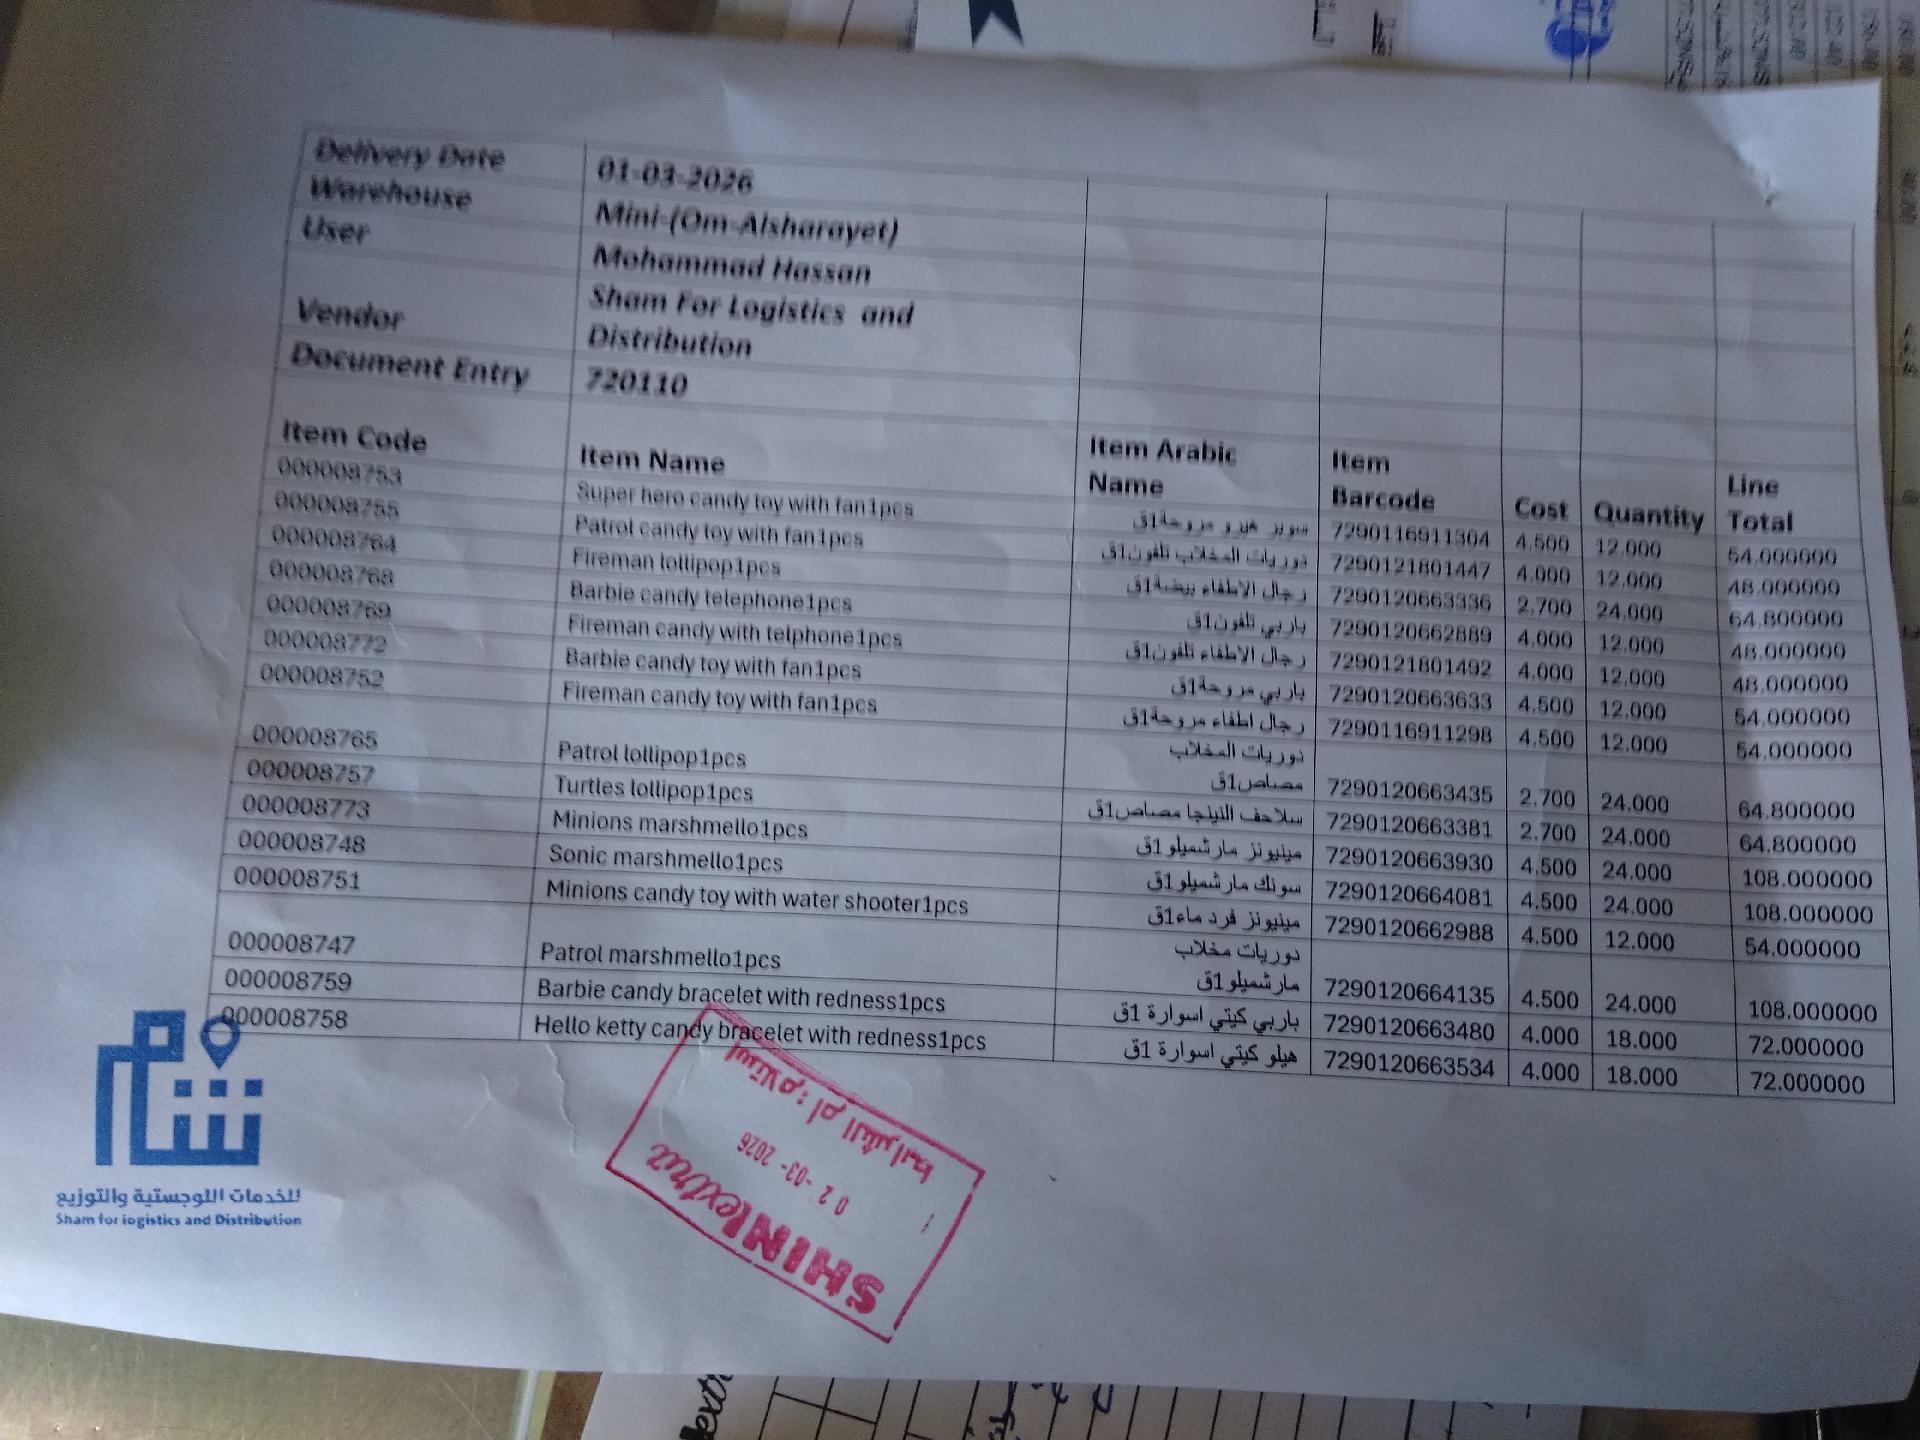 Delivery Date 01-03-2026
Warehouse Mini-(Om-Alsharayet)
User Mohammad Hassan
Vendor Sham For Logistics and
Distribution
Document Entry 720110
Item Code Item Name Item Arabic Name Item Barcode Cost Quantity Line Total
000008753 Super hero candy toy with fan1pcs سوبر هيرو مروحة1ق 7290116911304 4.500 12.000 54.000000
000008755 Patrol candy toy with fan1pcs دوريات المخلاب تلفون1ق 7290121801447 4.000 12.000 48.000000
000008764 Fireman lollipop1pcs رجال الاطفاء بيضة1ق 7290120663336 2.700 24.000 64.800000
000008768 Barbie candy telephone1pcs باربي تلفون1ق 7290120662889 4.000 12.000 48.000000
000008769 Fireman candy with telphone1pcs رجال الاطفاء تلفون1ق 7290121801492 4.000 12.000 48.000000
000008772 Barbie candy toy with fan1pcs باربي مروحة1ق 7290120663633 4.500 12.000 54.000000
000008752 Fireman candy toy with fan1pcs رجال اطفاء مروحة1ق 7290116911298 4.500 12.000 54.000000
000008765 Patrol lollipop1pcs دوريات المخلاب مصاص1ق 7290120663435 2.700 24.000 64.800000
000008757 Turtles lollipop1pcs سلاحف النينجا مصاص1ق 7290120663381 2.700 24.000 64.800000
000008773 Minions marshmello1pcs مينيونز مارشميلو1ق 7290120663930 4.500 24.000 108.000000
000008748 Sonic marshmello1pcs سونك مارشميلو1ق 7290120664081 4.500 24.000 108.000000
000008751 Minions candy toy with water shooter1pcs مينيونز فرد ماء1ق 7290120662988 4.500 12.000 54.000000
000008747 Patrol marshmello1pcs دوريات مخلاب مارشميلو1ق 7290120664135 4.500 24.000 108.000000
000008759 Barbie candy bracelet with redness1pcs باربي كيتي اسوارة 1ق 7290120663480 4.000 18.000 72.000000
000008758 Hello ketty candy bracelet with redness1pcs هيلو كيتي اسوارة 1ق 7290120663534 4.000 18.000 72.000000
شام
للخدمات اللوجستية والتوزيع
Sham for logistics and Distribution
SHINI extra
02-03-2026
استلام: ام الشرايط